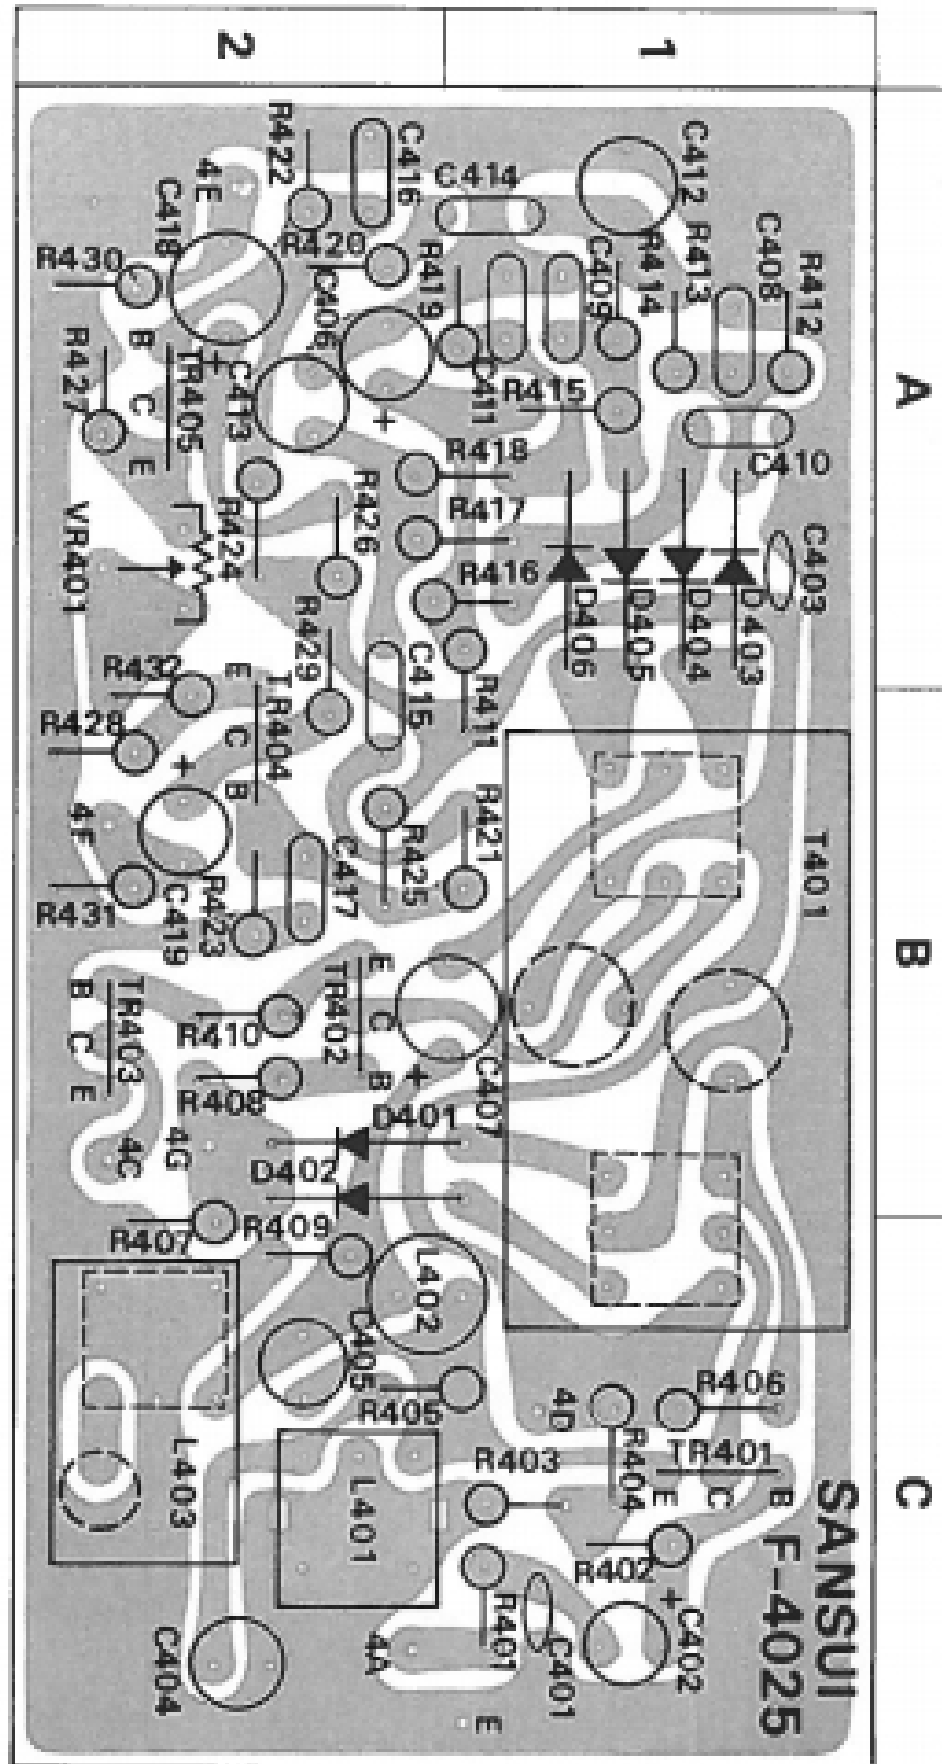 2
1
R422
C416
C414
C412
4E
C418
R430
R420
C406
R419
C409
R414
R413
C408
R412
A
B
C
E
R427
TR405
C413
C411
R415
+
+
R418
C410
R424
R426
R417
VR401
R416
C403
D406
D405
D404
D403
R429
C415
R411
R432
E
C
B
TR404
R428
+
4F
R431
C419
R423
C417
R425
R421
T401
B
B
C
E
TR403
R410
TR402
E
C
B
R408
+
C407
D401
4C
4G
D402
R407
R409
L402
C405
R405
4D
R406
R404
TR401
E
C
B
C
L403
L401
R403
R402
SANSUI
F-4025
C404
4A
R401
C401
+
C402
E